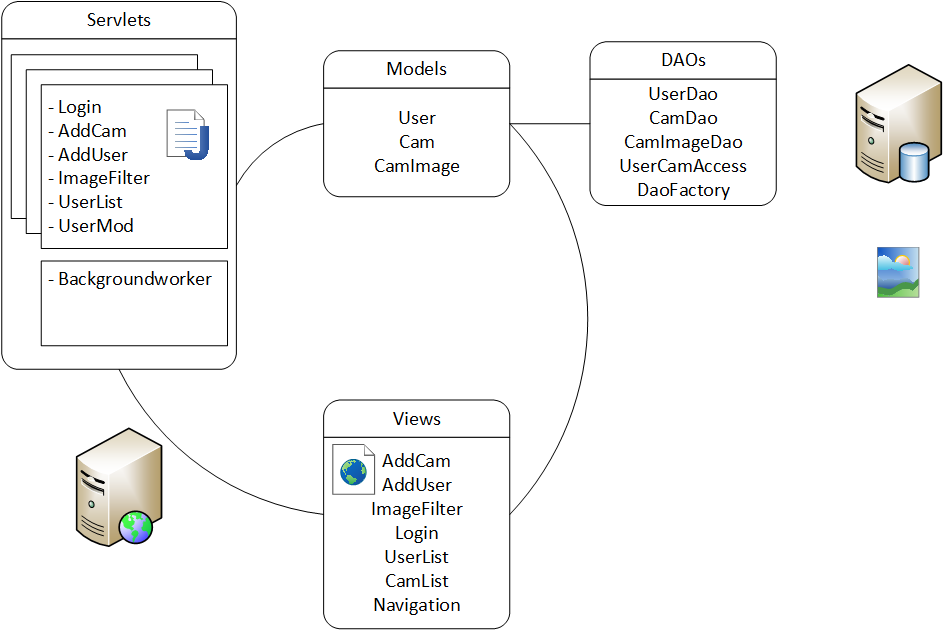 Servlets
- Login
- AddCam
- AddUser
- ImageFilter
- UserList
- UserMod
- Backgroundworker
Models
User
Cam
CamImage
DAOs
UserDao
CamDao
CamImageDao
UserCamAccess
DaoFactory
Views
AddCam
AddUser
ImageFilter
Login
UserList
CamList
Navigation